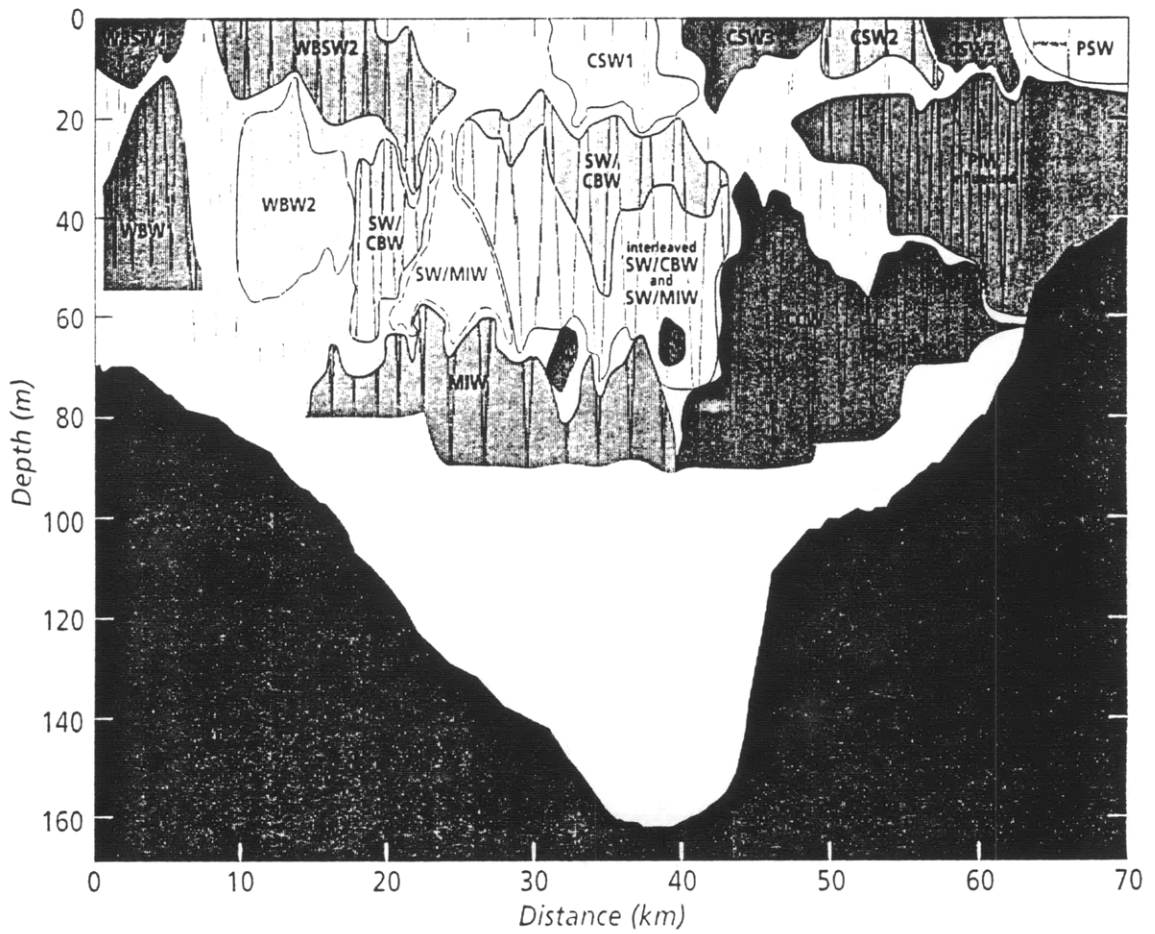 0
20
40
60
80
100
120
140
160
Depth (m)
WBSW1
WBSW2
CSW1
CSW3
CSW2
CSW3
PSW
WBW
WBW2
SW/
CBW
SW/MIW
SW/
CBW
interleaved
SW/CBW
and
SW/MIW
MIW
PIW
0
10
20
30
40
50
60
70
Distance (km)